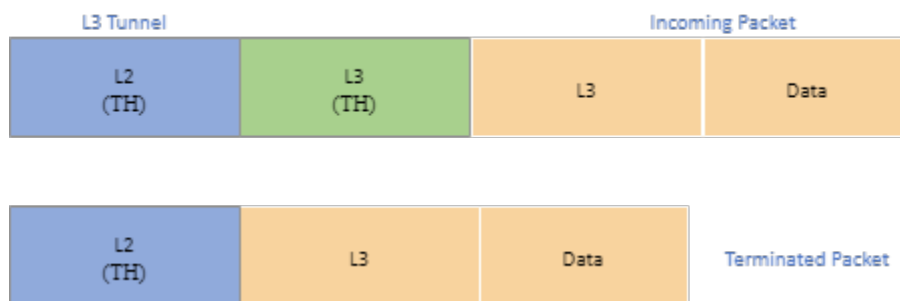 L3 Tunnel
Incoming Packet
L2
(TH)
L3
(TH)
L3
Data
L2
(TH)
L3
Data
Terminated Packet